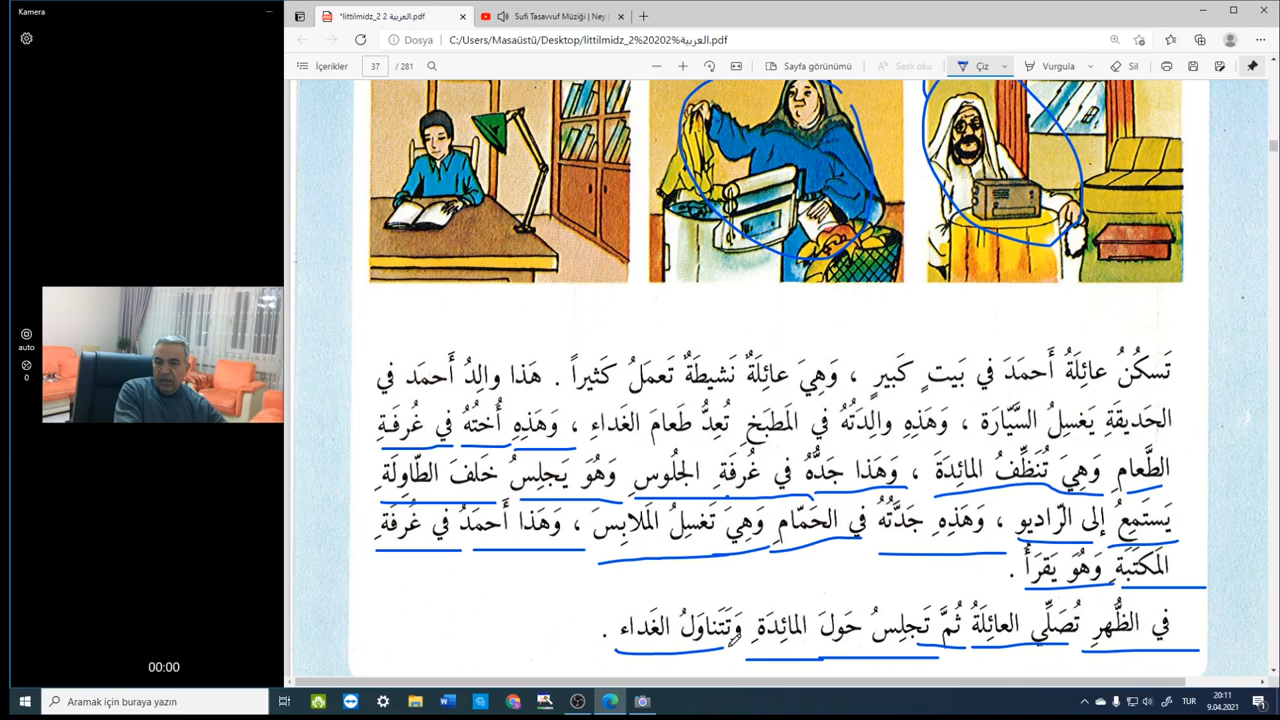 Kamera
*littilmidz_2 2 العربية.pdf
Sufi Tasavvuf Müziği | Ney
Dosya
C:/Users/Masaüstü/Desktop/littilmidz_2%20202%العربية.pdf
İçerikler
37 / 281
Sayfa görünümü
Sesli oku
Çiz
Vurgula
Sil
auto
0
تَسكُنُ عائِلَةُ أَحمَدَ في بَيتٍ كَبيرٍ ، وَهِيَ عائِلَةٌ نَشيطَةٌ تَعمَلُ كَثيراً . هَذا والِدُ أَحمَد في
الحَديقَةِ يَغسِلُ السَّيّارَة ، وَهَذِهِ والِدَتُهُ في المَطبَخِ تُعِدُّ طَعامَ الغَداءِ ، وَهَذِهِ أُختُهُ في غُرفَةِ
الطَّعامِ وَهِيَ تُنَظِّفُ المائِدَةَ ، وَهَذا جَدُّهُ في غُرفَةِ الجُلُوسِ وَهُوَ يَجلِسُ خَلفَ الطّاوِلَةِ
يَستَمِعُ إلى الرّاديو ، وَهَذِهِ جَدَّتُهُ في الحَمّامِ وَهِيَ تَغسِلُ المَلابِسَ ، وَهَذا أَحمَدُ في غُرفَةِ
المَكتَبَةِ وَهُوَ يَقرَأُ .
في الظُّهرِ تُصَلِّي العائِلَةُ ثُمَّ تَجلِسُ حَولَ المائِدَةِ وَتَتَناوَلُ الغَداء .
00:00
Aramak için buraya yazın
TUR
20:11
9.04.2021